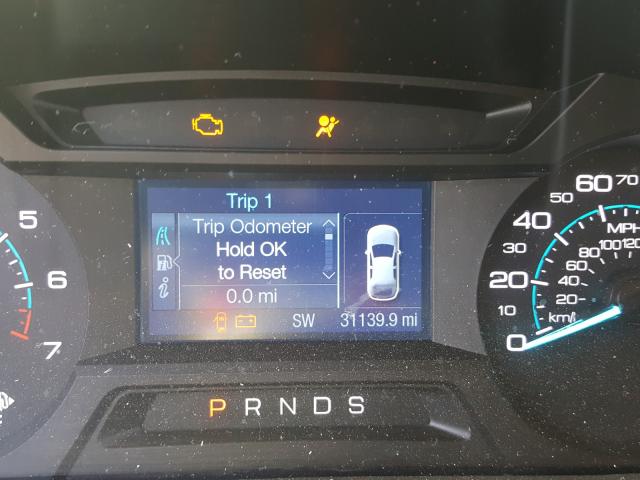 Trip 1
Trip Odometer
Hold OK
to Reset
0.0 mi
SW 31139.9 mi
5
6
7
P R N D S
0
10
20
30
40
50
60
70
MPH
20
40
60
80
100
120
km/h